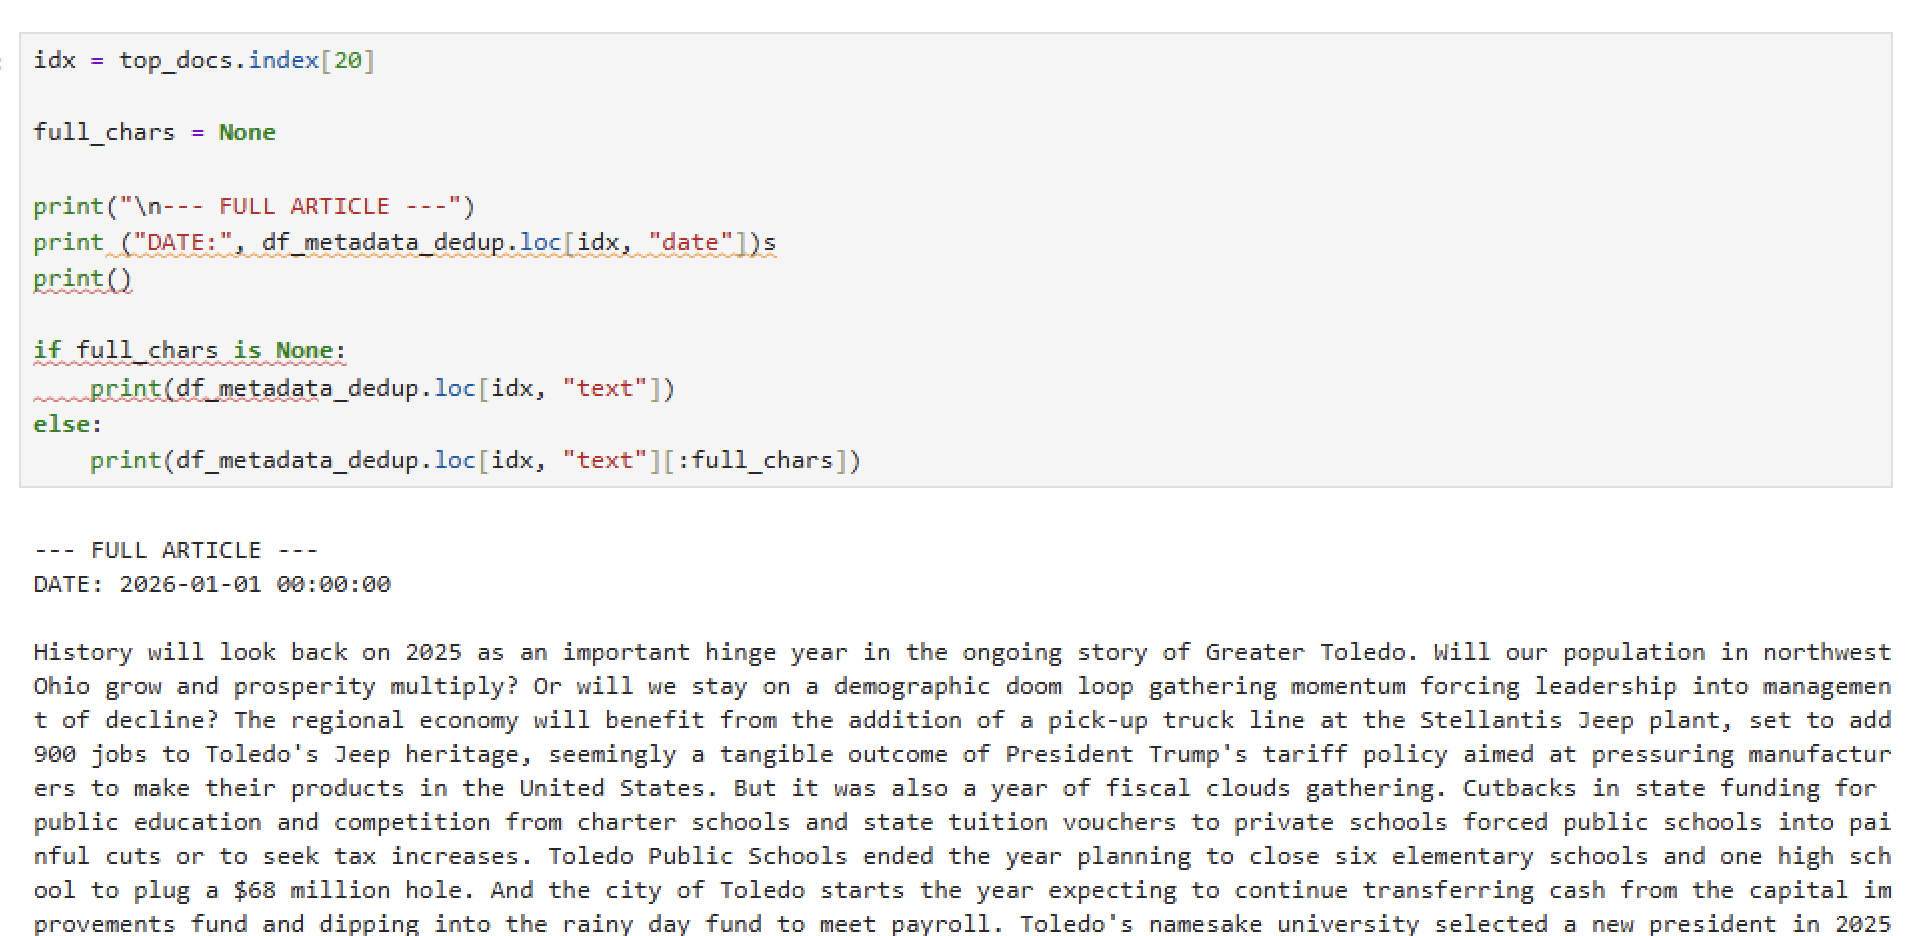 idx = top_docs.index[20]
full_chars = None
print("\n--- FULL ARTICLE ---")
print ("DATE:", df_metadata_dedup.loc[idx, "date"])s
print()
if full_chars is None:
    print(df_metadata_dedup.loc[idx, "text"])
else:
    print(df_metadata_dedup.loc[idx, "text"][:full_chars])
--- FULL ARTICLE ---
DATE: 2026-01-01 00:00:00
History will look back on 2025 as an important hinge year in the ongoing story of Greater Toledo. Will our population in northwest
Ohio grow and prosperity multiply? Or will we stay on a demographic doom loop gathering momentum forcing leadership into managemen
t of decline? The regional economy will benefit from the addition of a pick-up truck line at the Stellantis Jeep plant, set to add
900 jobs to Toledo's Jeep heritage, seemingly a tangible outcome of President Trump's tariff policy aimed at pressuring manufactur
ers to make their products in the United States. But it was also a year of fiscal clouds gathering. Cutbacks in state funding for
public education and competition from charter schools and state tuition vouchers to private schools forced public schools into pai
nful cuts or to seek tax increases. Toledo Public Schools ended the year planning to close six elementary schools and one high sch
ool to plug a $68 million hole. And the city of Toledo starts the year expecting to continue transferring cash from the capital im
provements fund and dipping into the rainy day fund to meet payroll. Toledo's namesake university selected a new president in 2025